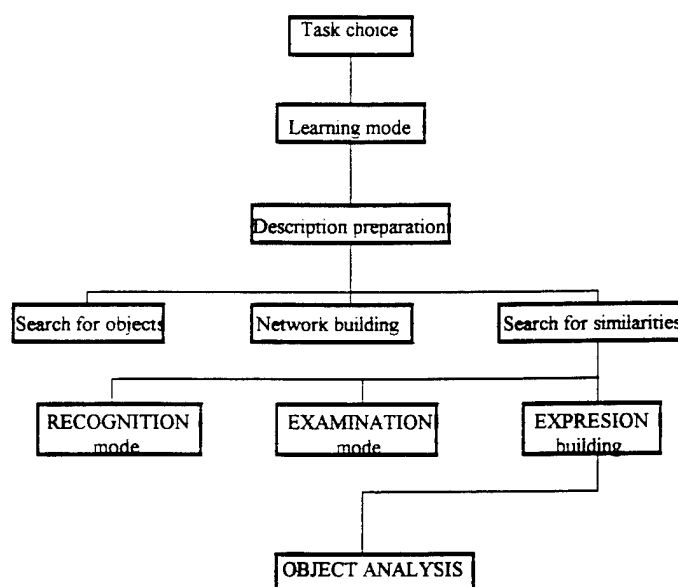 Task choice
Learning mode
Description preparation
Search for objects
Network building
Search for similarities
RECOGNITION
mode
EXAMINATION
mode
EXPRESION
building
OBJECT ANALYSIS